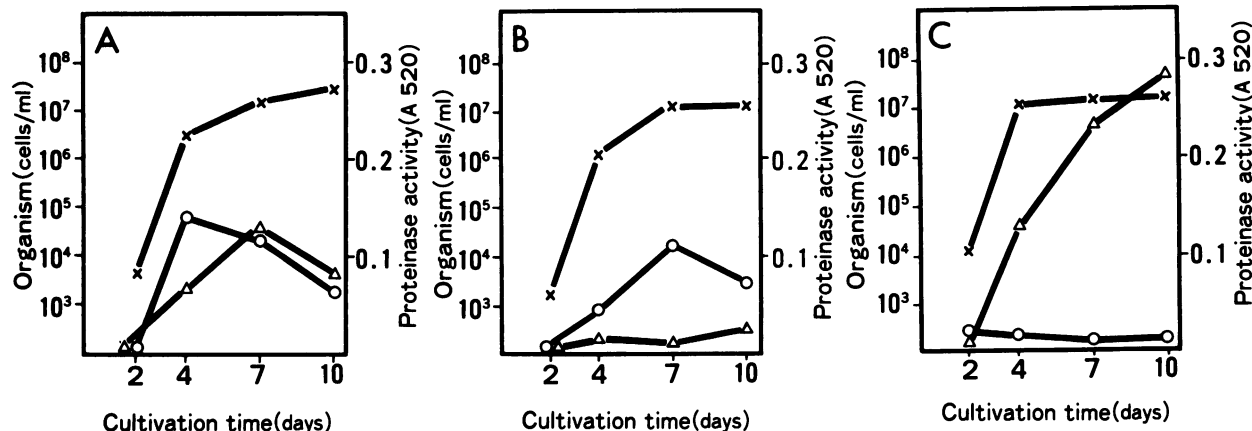 A
Organism(cells/ml)
10⁸
10⁷
10⁶
10⁵
10⁴
10³
0.3
0.2
0.1
Proteinase activity(A 520)
2 4 7 10
Cultivation time(days)
B
Organism(cells/ml)
10⁸
10⁷
10⁶
10⁵
10⁴
10³
0.3
0.2
0.1
Proteinase activity(A 520)
2 4 7 10
Cultivation time(days)
C
Organism(cells/ml)
10⁸
10⁷
10⁶
10⁵
10⁴
10³
0.3
0.2
0.1
Proteinase activity(A 520)
2 4 7 10
Cultivation time(days)